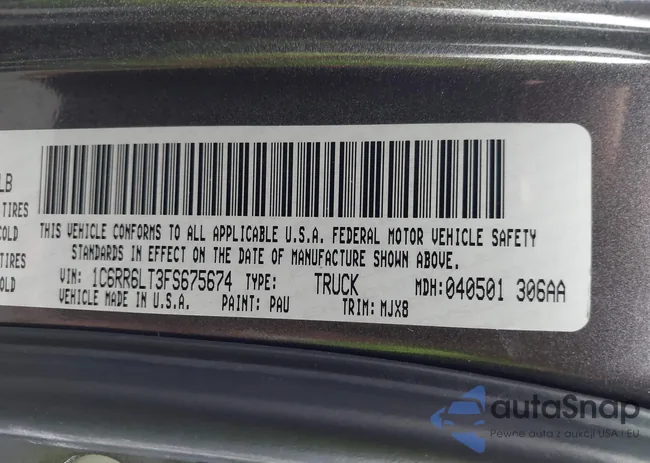 LB
TIRES
COLD
TIRES
COLD
THIS VEHICLE CONFORMS TO ALL APPLICABLE U.S.A. FEDERAL MOTOR VEHICLE SAFETY
STANDARDS IN EFFECT ON THE DATE OF MANUFACTURE SHOWN ABOVE.
VIN: 1C6RR6LT3FS675674 TYPE: TRUCK MDH: 040501 306AA
VEHICLE MADE IN U.S.A. PAINT: PAU TRIM: MJX8
autaSnap
Pewne auta z aukcji USA i EU